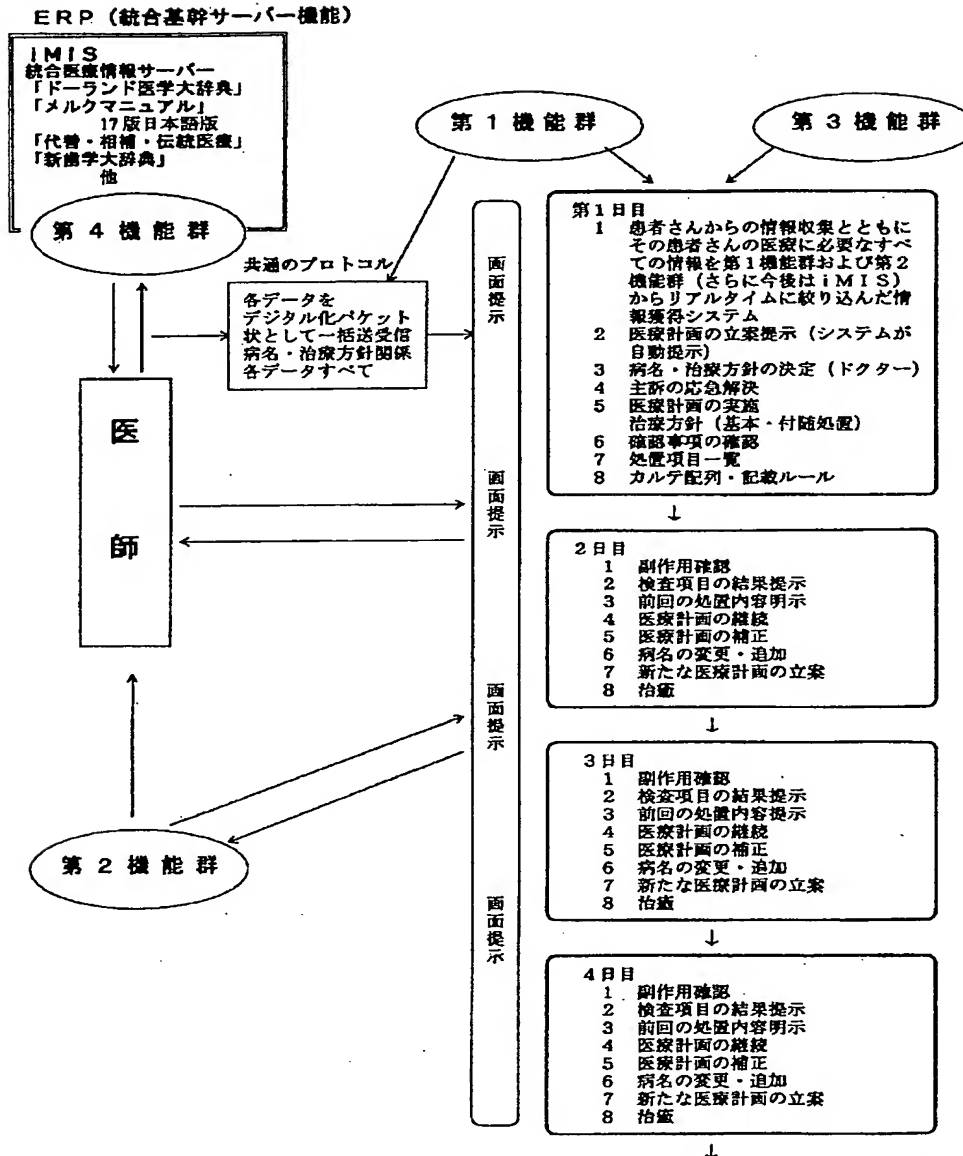 ERP (統合基幹サーバー機能)
iMIS
統合医療情報サーバー
「ドーランド医学大辞典」
「メルクマニュアル」
17版日本語版
「代替・相補・伝統医療」
「新歯学大辞典」
他
第4機能群
第1機能群
第3機能群
共通のプロトコル
各データを
デジタル化パケット
状として一括送受信
病名・治療方針関係
各データすべて
医師
第2機能群
画面提示
画面提示
画面提示
画面提示
第1日目
1 患者さんからの情報収集とともに
その患者さんの医療に必要なすべ
ての情報を第1機能群および第2
機能群(さらに今後はiMIS)
からリアルタイムに絞り込んだ情
報獲得システム
2 医療計画の立案提示(システムが
自動提示)
3 病名・治療方針の決定(ドクター)
4 主訴の応急解決
5 医療計画の実施
治療方針(基本・付随処置)
6 確認事項の確認
7 処置項目一覧
8 カルテ配列・記載ルール
↓
2日目
1 副作用確認
2 検査項目の結果提示
3 前回の処置内容明示
4 医療計画の継続
5 医療計画の補正
6 病名の変更・追加
7 新たな医療計画の立案
8 治癒
↓
3日目
1 副作用確認
2 検査項目の結果提示
3 前回の処置内容提示
4 医療計画の継続
5 医療計画の補正
6 病名の変更・追加
7 新たな医療計画の立案
8 治癒
↓
4日目
1 副作用確認
2 検査項目の結果提示
3 前回の処置内容明示
4 医療計画の継続
5 医療計画の補正
6 病名の変更・追加
7 新たな医療計画の立案
8 治癒
↓